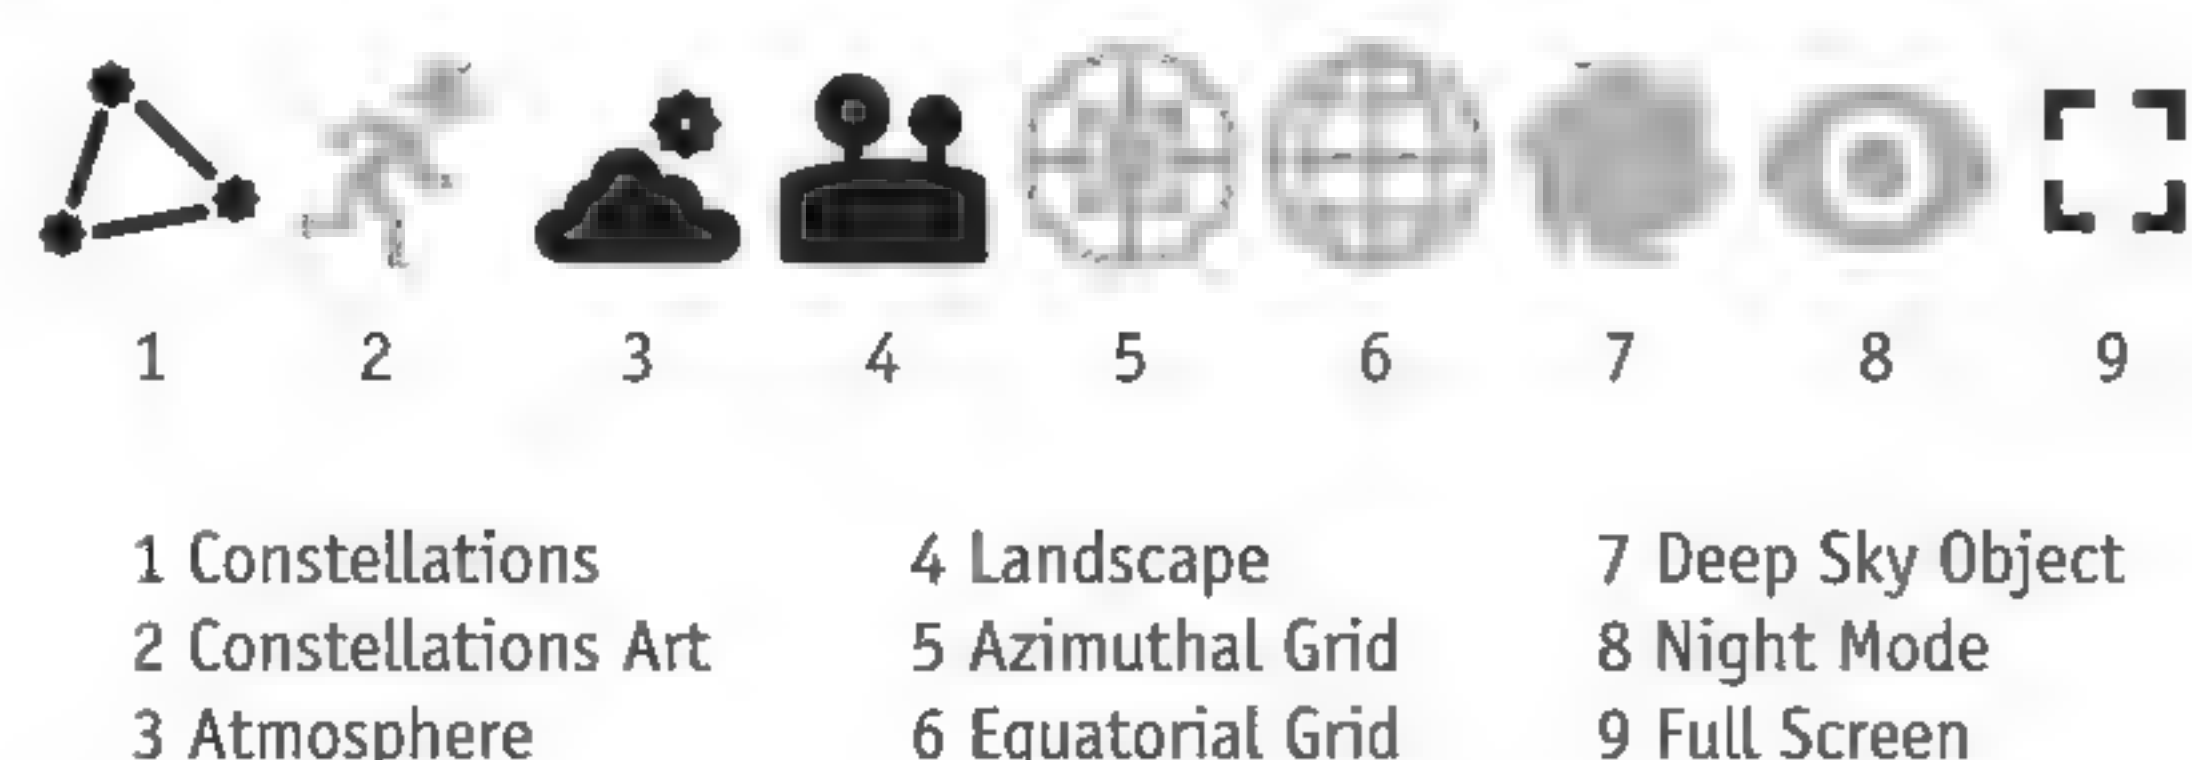 1 2 3 4 5 6 7 8 9
1 Constellations
2 Constellations Art
3 Atmosphere
4 Landscape
5 Azimuthal Grid
6 Equatorial Grid
7 Deep Sky Object
8 Night Mode
9 Full Screen